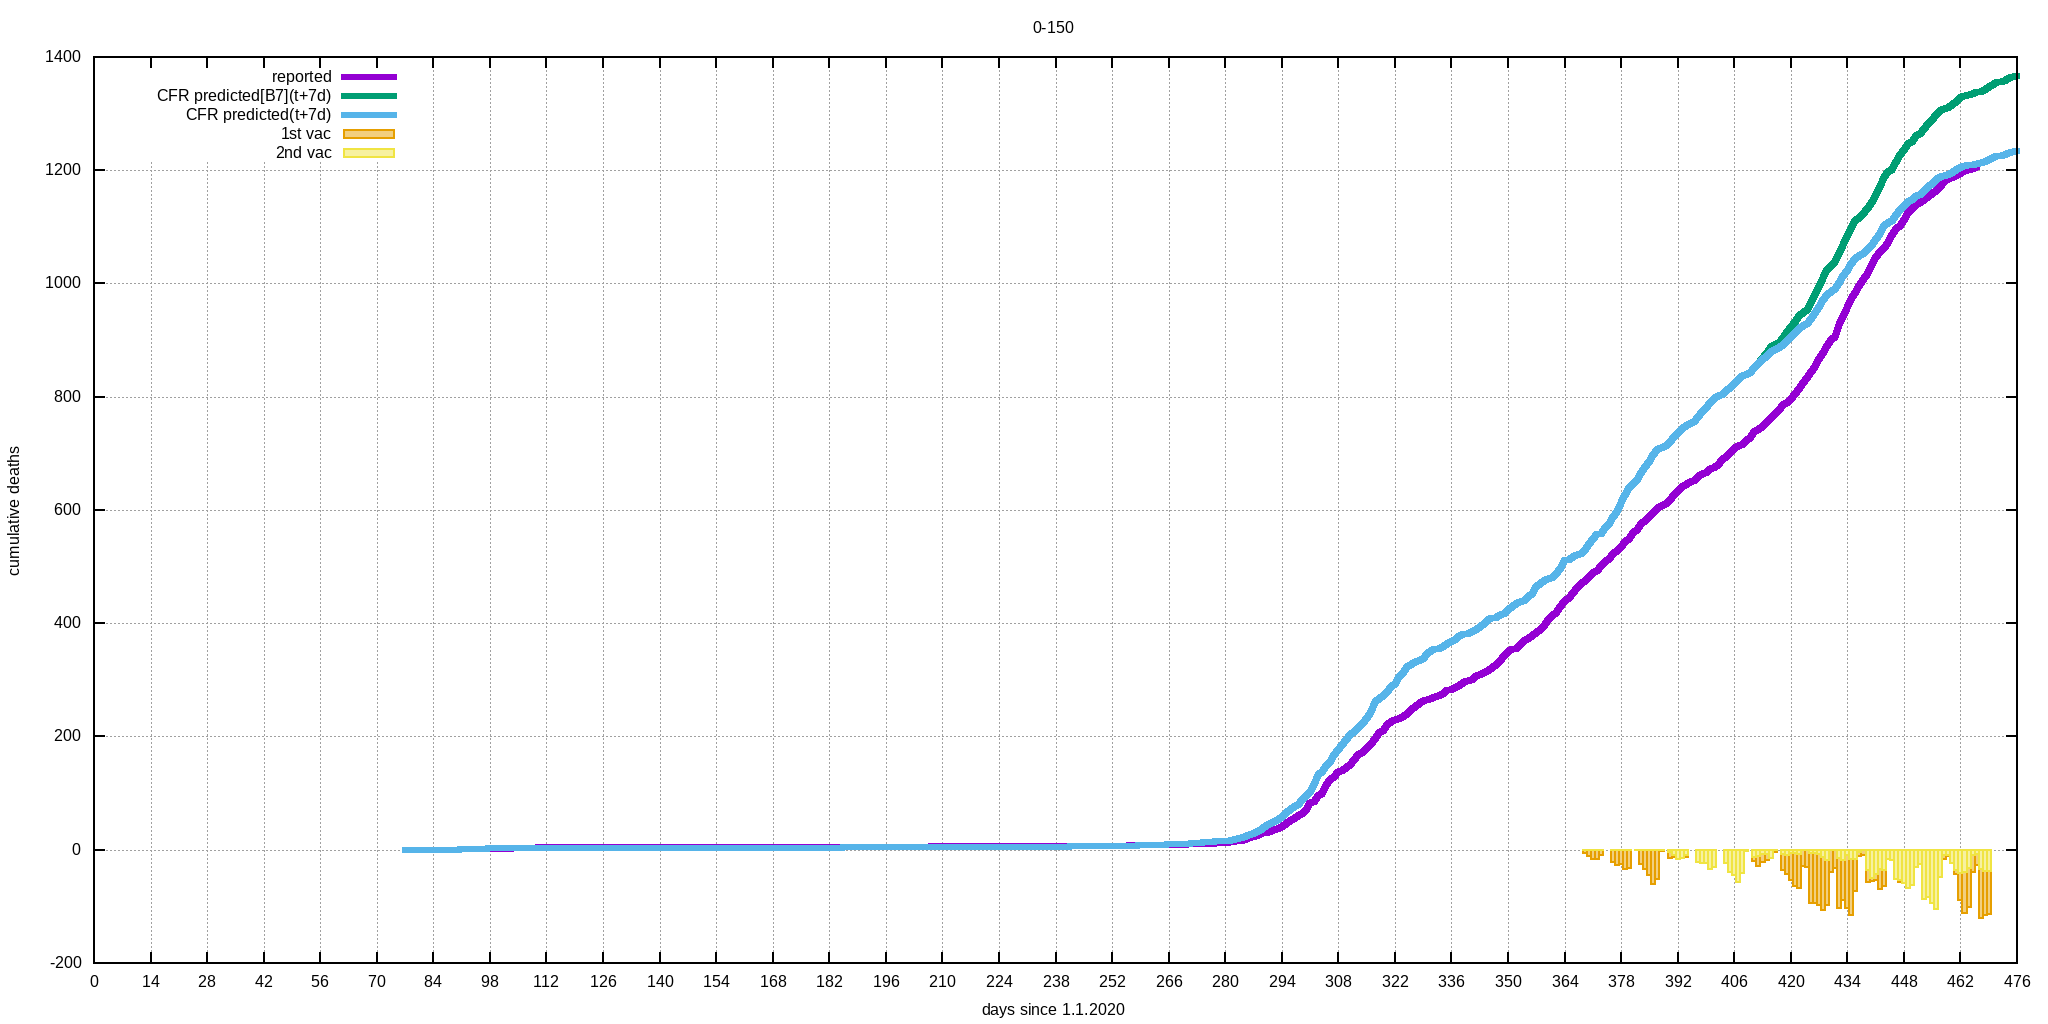 0-150
1400
1200
1000
800
600
400
200
0
-200
cumulative deaths
reported
CFR predicted[B7](t+7d)
CFR predicted(t+7d)
1st vac
2nd vac
0 14 28 42 56 70 84 98 112 126 140 154 168 182 196 210 224 238 252 266 280 294 308 322 336 350 364 378 392 406 420 434 448 462 476
days since 1.1.2020